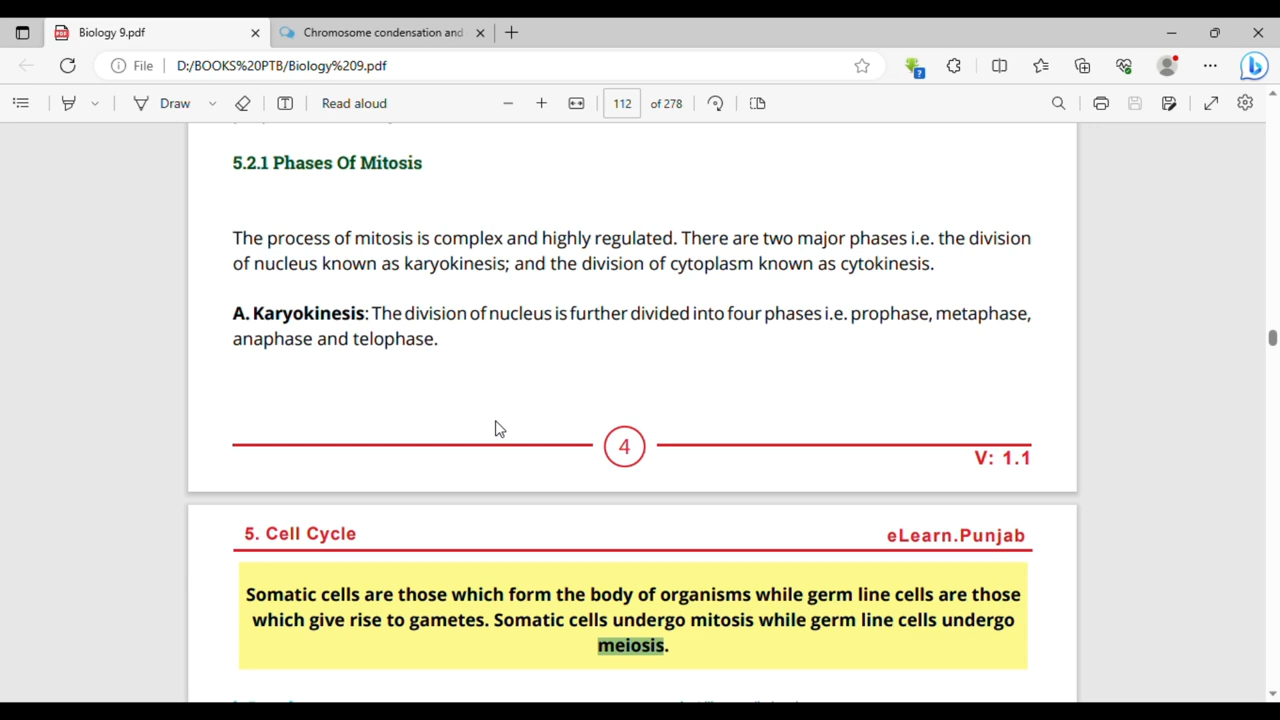 Biology 9.pdf
Chromosome condensation and
File
D:/BOOKS%20PTB/Biology%209.pdf
Draw
Read aloud
112
of 278
5.2.1 Phases Of Mitosis
The process of mitosis is complex and highly regulated. There are two major phases i.e. the division
of nucleus known as karyokinesis; and the division of cytoplasm known as cytokinesis.
A. Karyokinesis: The division of nucleus is further divided into four phases i.e. prophase, metaphase,
anaphase and telophase.
4
V: 1.1
5. Cell Cycle
eLearn.Punjab
Somatic cells are those which form the body of organisms while germ line cells are those
which give rise to gametes. Somatic cells undergo mitosis while germ line cells undergo
meiosis.